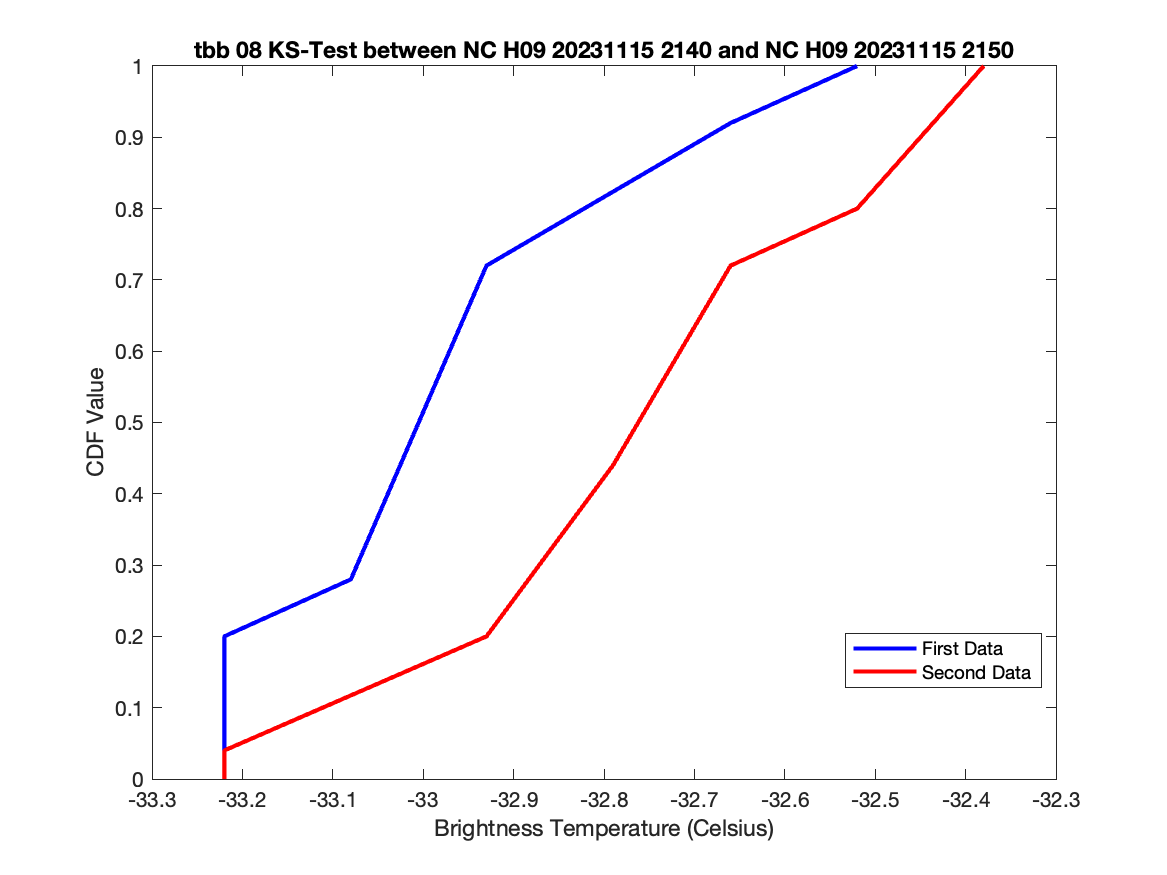 tbb 08 KS-Test between NC H09 20231115 2140 and NC H09 20231115 2150
1
0.9
0.8
0.7
0.6
0.5
0.4
0.3
0.2
0.1
0
CDF Value
First Data
Second Data
-33.3 -33.2 -33.1 -33 -32.9 -32.8 -32.7 -32.6 -32.5 -32.4 -32.3
Brightness Temperature (Celsius)